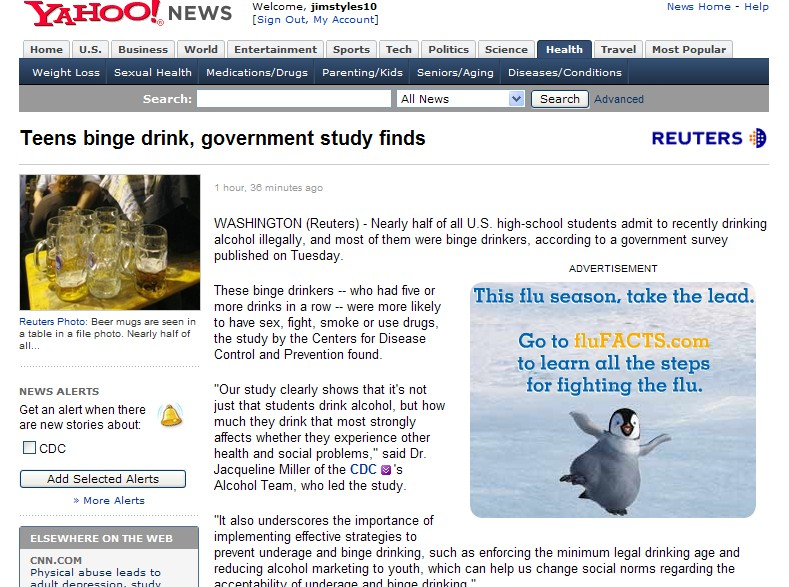 YAHOO! NEWS
Welcome, jimstyles10
[Sign Out, My Account]
News Home - Help
Home U.S. Business World Entertainment Sports Tech Politics Science Health Travel Most Popular
Weight Loss Sexual Health Medications/Drugs Parenting/Kids Seniors/Aging Diseases/Conditions
Search: All News Search Advanced
Teens binge drink, government study finds
REUTERS
1 hour, 36 minutes ago
WASHINGTON (Reuters) - Nearly half of all U.S. high-school students admit to recently drinking
alcohol illegally, and most of them were binge drinkers, according to a government survey
published on Tuesday.
These binge drinkers -- who had five or
more drinks in a row -- were more likely
to have sex, fight, smoke or use drugs,
the study by the Centers for Disease
Control and Prevention found.
"Our study clearly shows that it's not
just that students drink alcohol, but how
much they drink that most strongly
affects whether they experience other
health and social problems," said Dr.
Jacqueline Miller of the CDC 's
Alcohol Team, who led the study.
"It also underscores the importance of
implementing effective strategies to
prevent underage and binge drinking, such as enforcing the minimum legal drinking age and
reducing alcohol marketing to youth, which can help us change social norms regarding the
acceptability of underage and binge drinking."
ADVERTISEMENT
This flu season, take the lead.
Go to fluFACTS.com
to learn all the steps
for fighting the flu.
Reuters Photo: Beer mugs are seen in
a table in a file photo. Nearly half of
all...
NEWS ALERTS
Get an alert when there
are new stories about:
CDC
Add Selected Alerts
» More Alerts
ELSEWHERE ON THE WEB
CNN.COM
Physical abuse leads to
adult depression, study